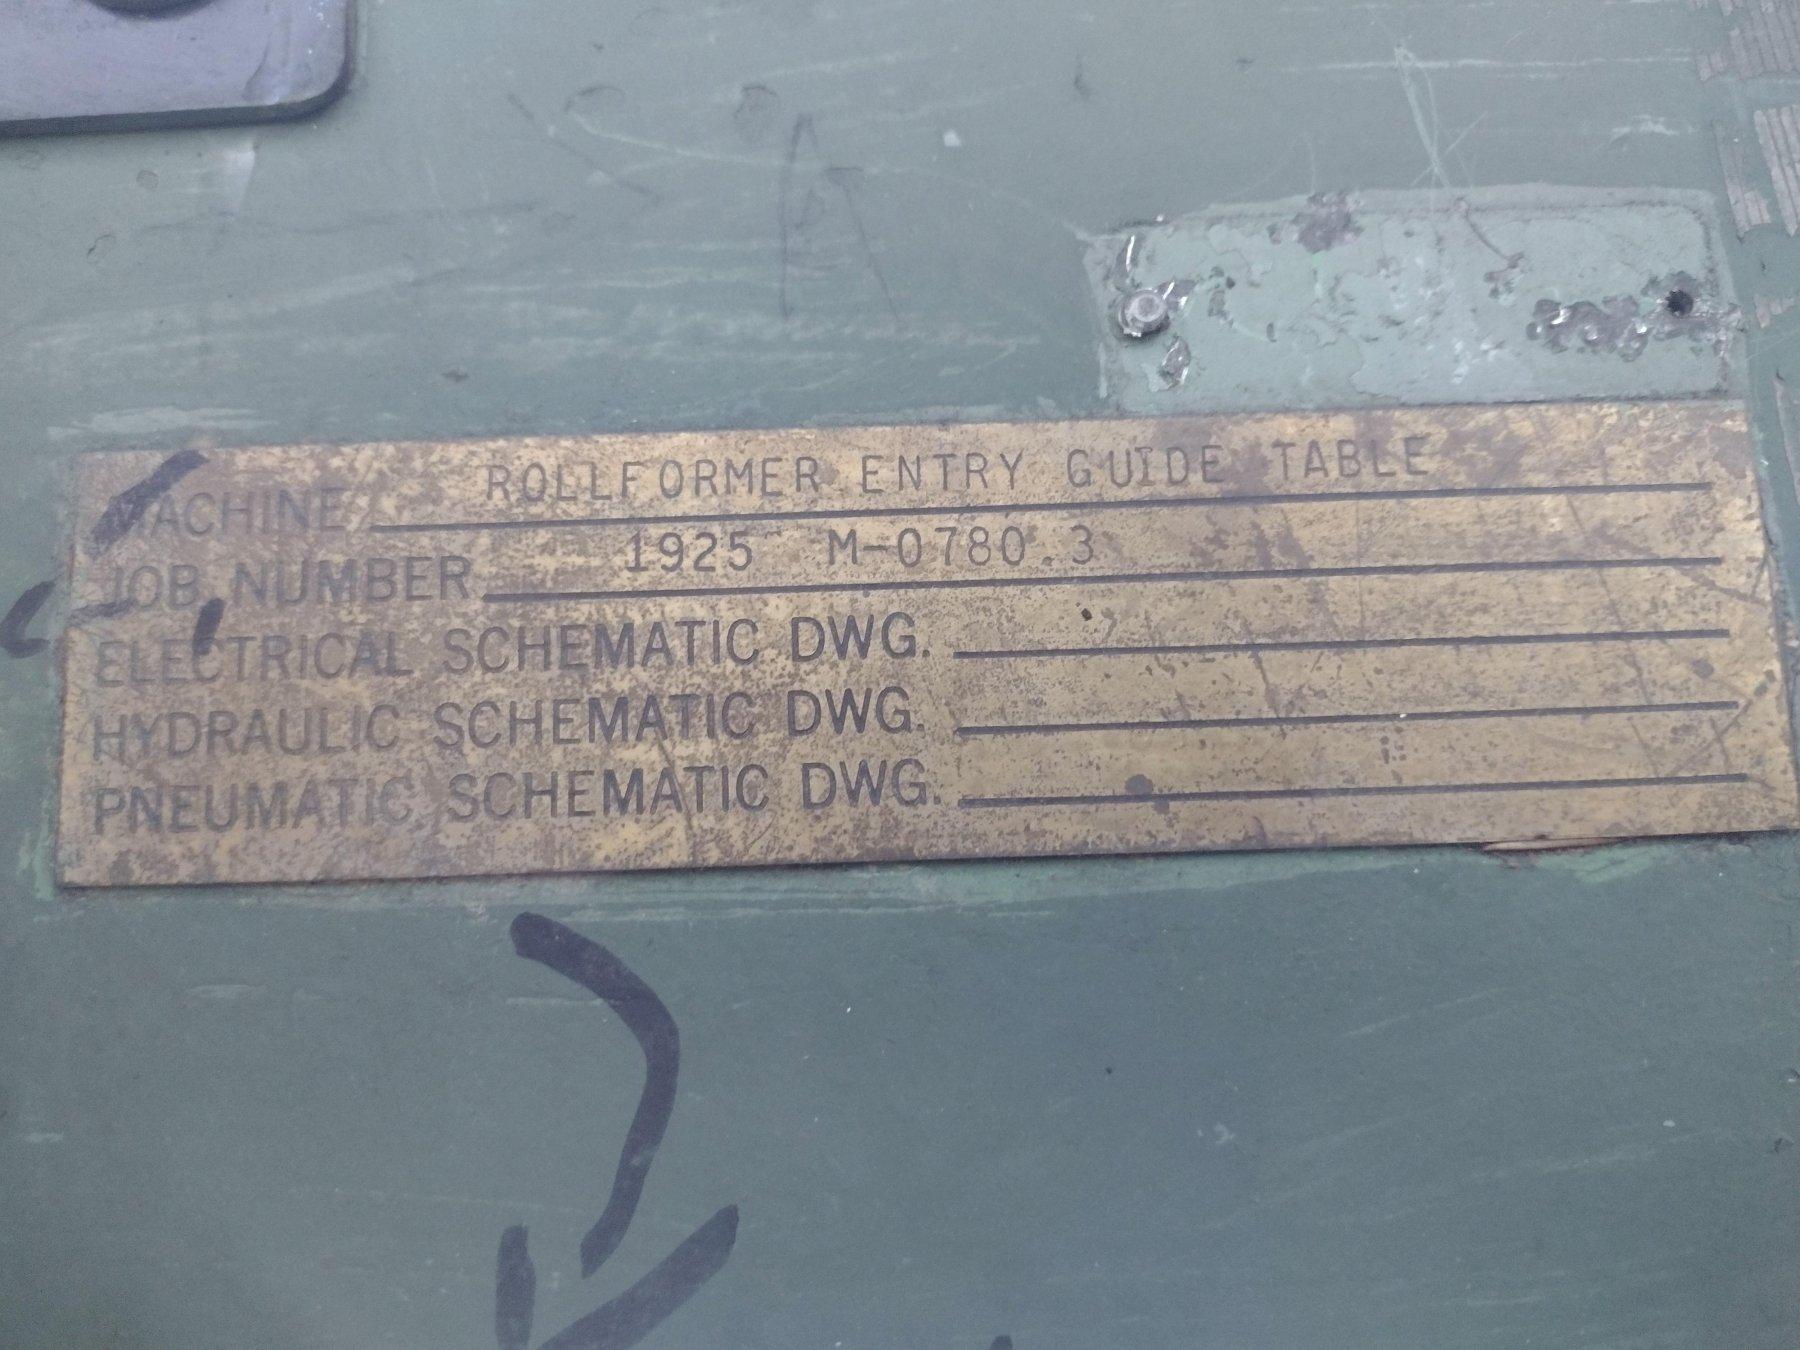 MACHINE ROLLFORMER ENTRY GUIDE TABLE
JOB NUMBER 1925 M-0780.3
ELECTRICAL SCHEMATIC DWG.
HYDRAULIC SCHEMATIC DWG.
PNEUMATIC SCHEMATIC DWG.